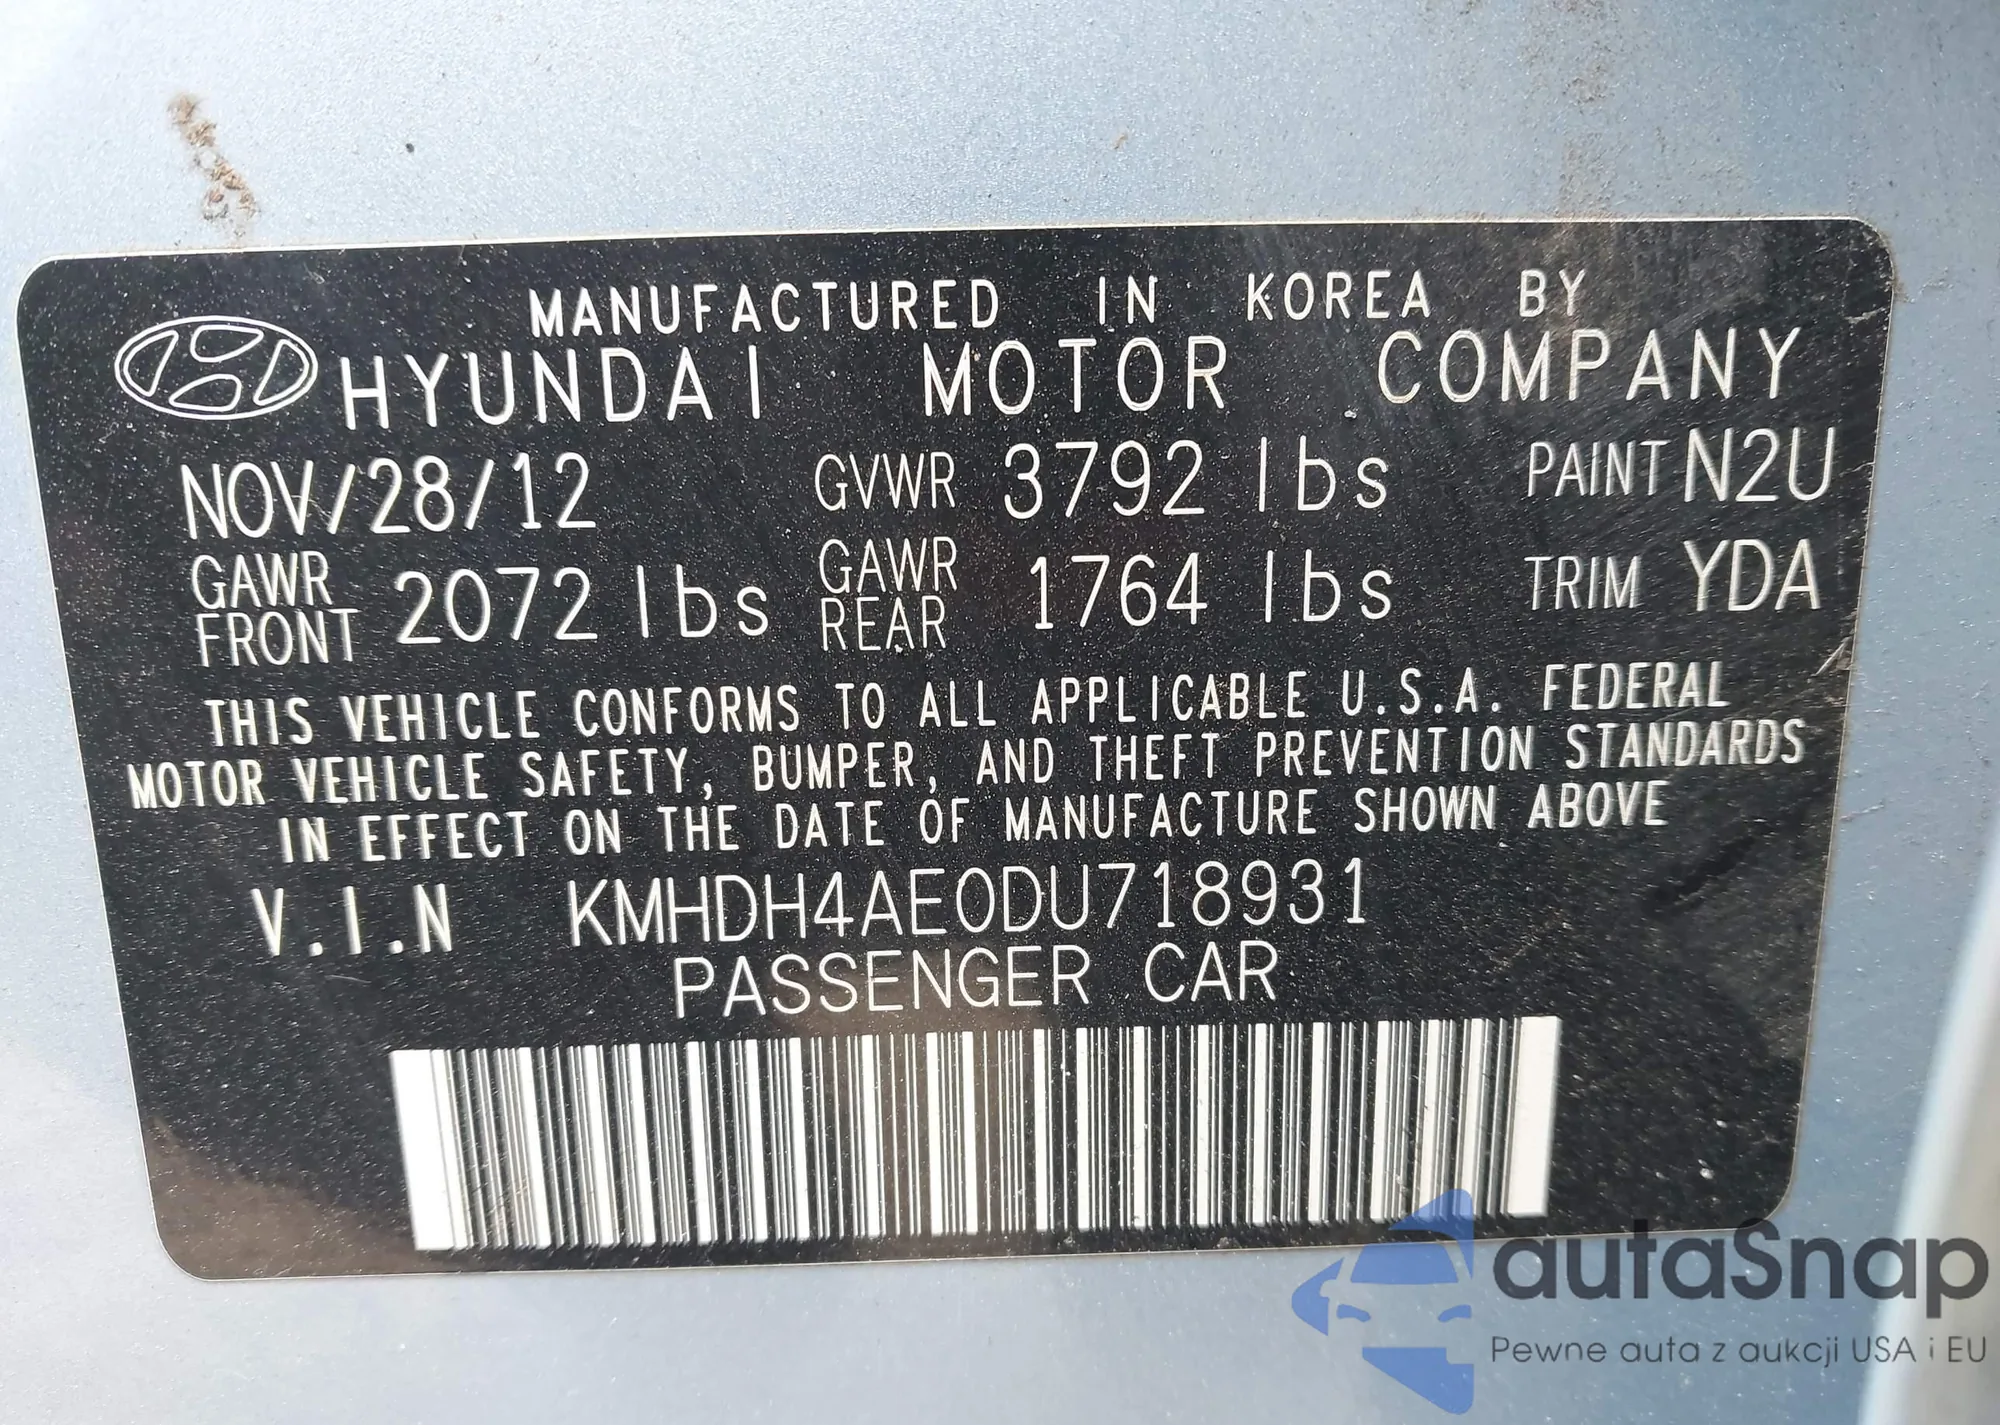 MANUFACTURED IN KOREA BY
HYUNDAI MOTOR COMPANY
NOV/28/12 GVWR 3792 lbs PAINT N2U
GAWR FRONT 2072 lbs GAWR REAR 1764 lbs TRIM YDA
THIS VEHICLE CONFORMS TO ALL APPLICABLE U.S.A. FEDERAL
MOTOR VEHICLE SAFETY, BUMPER, AND THEFT PREVENTION STANDARDS
IN EFFECT ON THE DATE OF MANUFACTURE SHOWN ABOVE
V.I.N KMHDH4AE0DU718931
PASSENGER CAR
autaSnap
Pewne auta z aukcji USA i EU